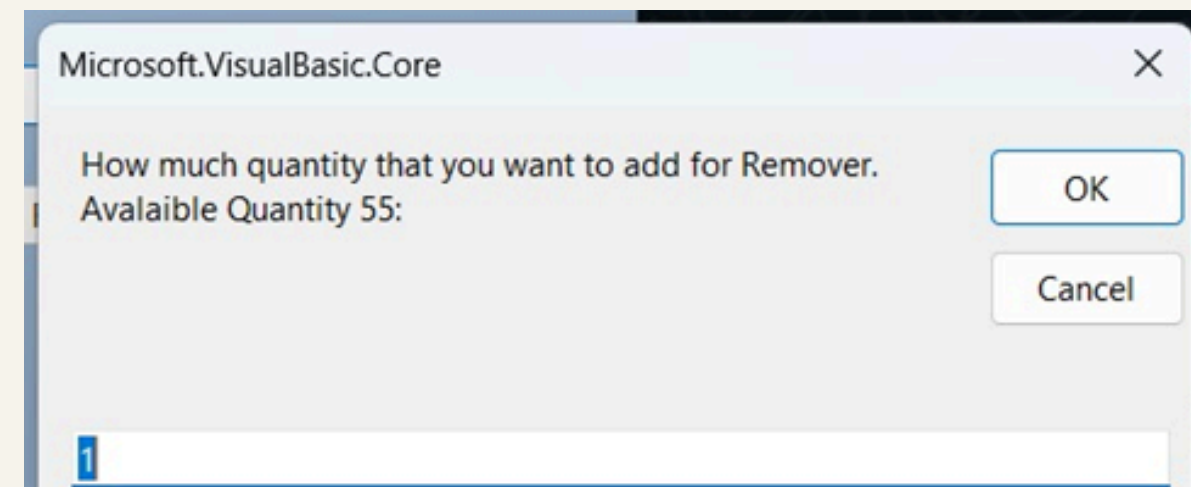 Microsoft.VisualBasic.Core
How much quantity that you want to add for Remover.
OK
Avalaible Quantity 55:
Cancel
1